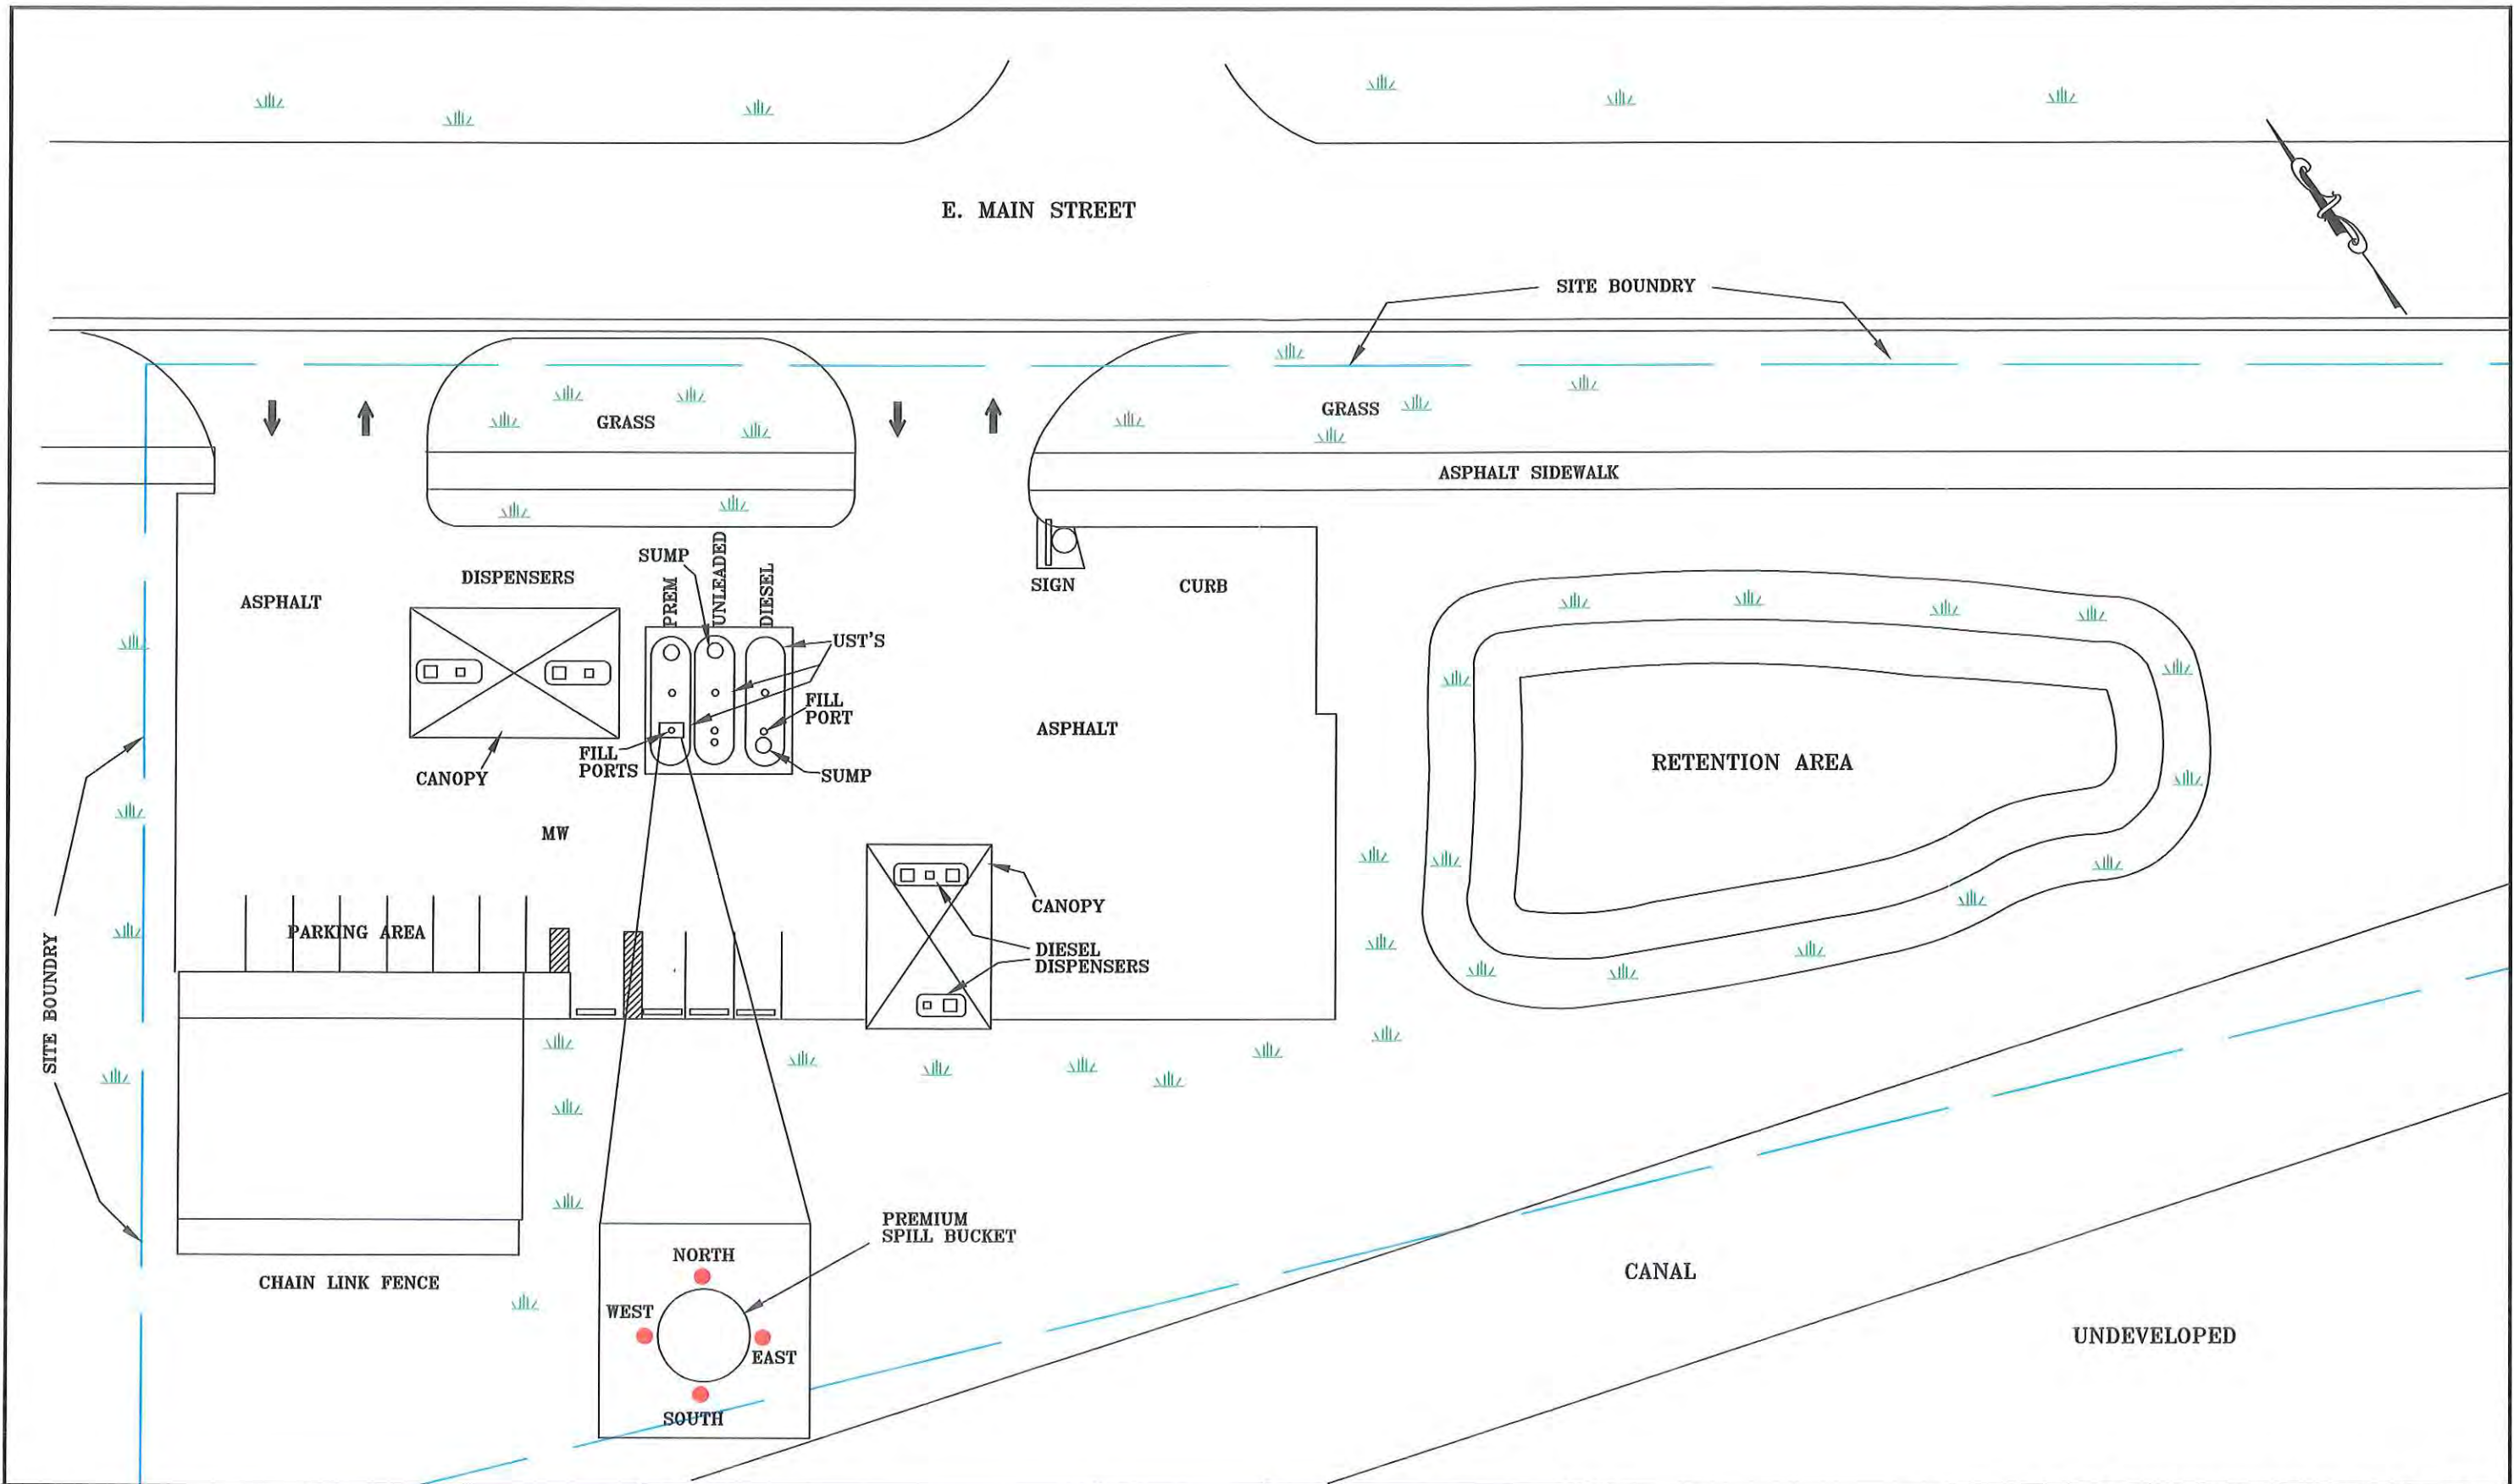 E. MAIN STREET
SITE BOUNDRY
GRASS
GRASS
ASPHALT SIDEWALK
SUMP
PREM
UNLEADED
DIESEL
DISPENSERS
ASPHALT
SIGN
CURB
UST'S
FILL
PORT
FILL
PORTS
SUMP
CANOPY
ASPHALT
RETENTION AREA
MW
PARKING AREA
CANOPY
DIESEL
DISPENSERS
SITE BOUNDRY
PREMIUM
SPILL BUCKET
NORTH
WEST
EAST
SOUTH
CHAIN LINK FENCE
CANAL
UNDEVELOPED